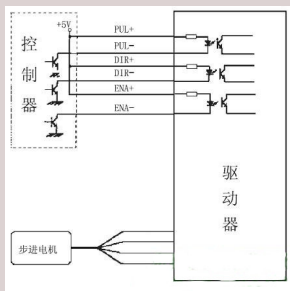 控制器
+5V
PUL+
PUL-
DIR+
DIR-
ENA+
ENA-
驱动器
步进电机